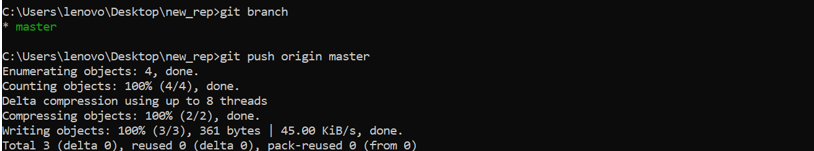 C:\Users\lenovo\Desktop\new_rep>git branch
* master
C:\Users\lenovo\Desktop\new_rep>git push origin master
Enumerating objects: 4, done.
Counting objects: 100% (4/4), done.
Delta compression using up to 8 threads
Compressing objects: 100% (2/2), done.
Writing objects: 100% (3/3), 361 bytes | 45.00 KiB/s, done.
Total 3 (delta 0), reused 0 (delta 0), pack-reused 0 (from 0)